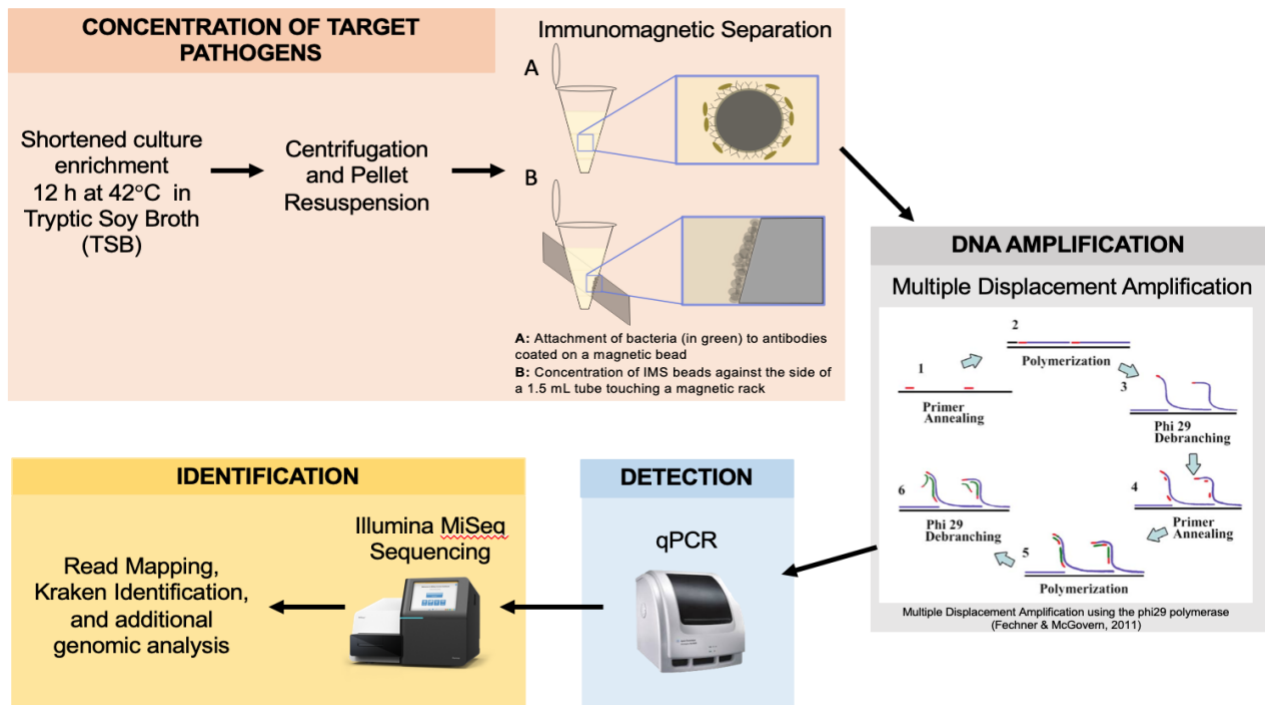 CONCENTRATION OF TARGET
PATHOGENS
Shortened culture
enrichment
12 h at 42°C in
Tryptic Soy Broth
(TSB)
Centrifugation
and Pellet
Resuspension
Immunomagnetic Separation
A
B
A: Attachment of bacteria (in green) to antibodies
coated on a magnetic bead
B: Concentration of IMS beads against the side of
a 1.5 mL tube touching a magnetic rack
DNA AMPLIFICATION
Multiple Displacement Amplification
1
Primer
Annealing
2
Polymerization
3
Phi 29
Debranching
4
Primer
Annealing
5
Polymerization
6
Phi 29
Debranching
Multiple Displacement Amplification using the phi29 polymerase
(Fechner & McGovern, 2011)
DETECTION
qPCR
IDENTIFICATION
Illumina MiSeq
Sequencing
Read Mapping,
Kraken Identification,
and additional
genomic analysis